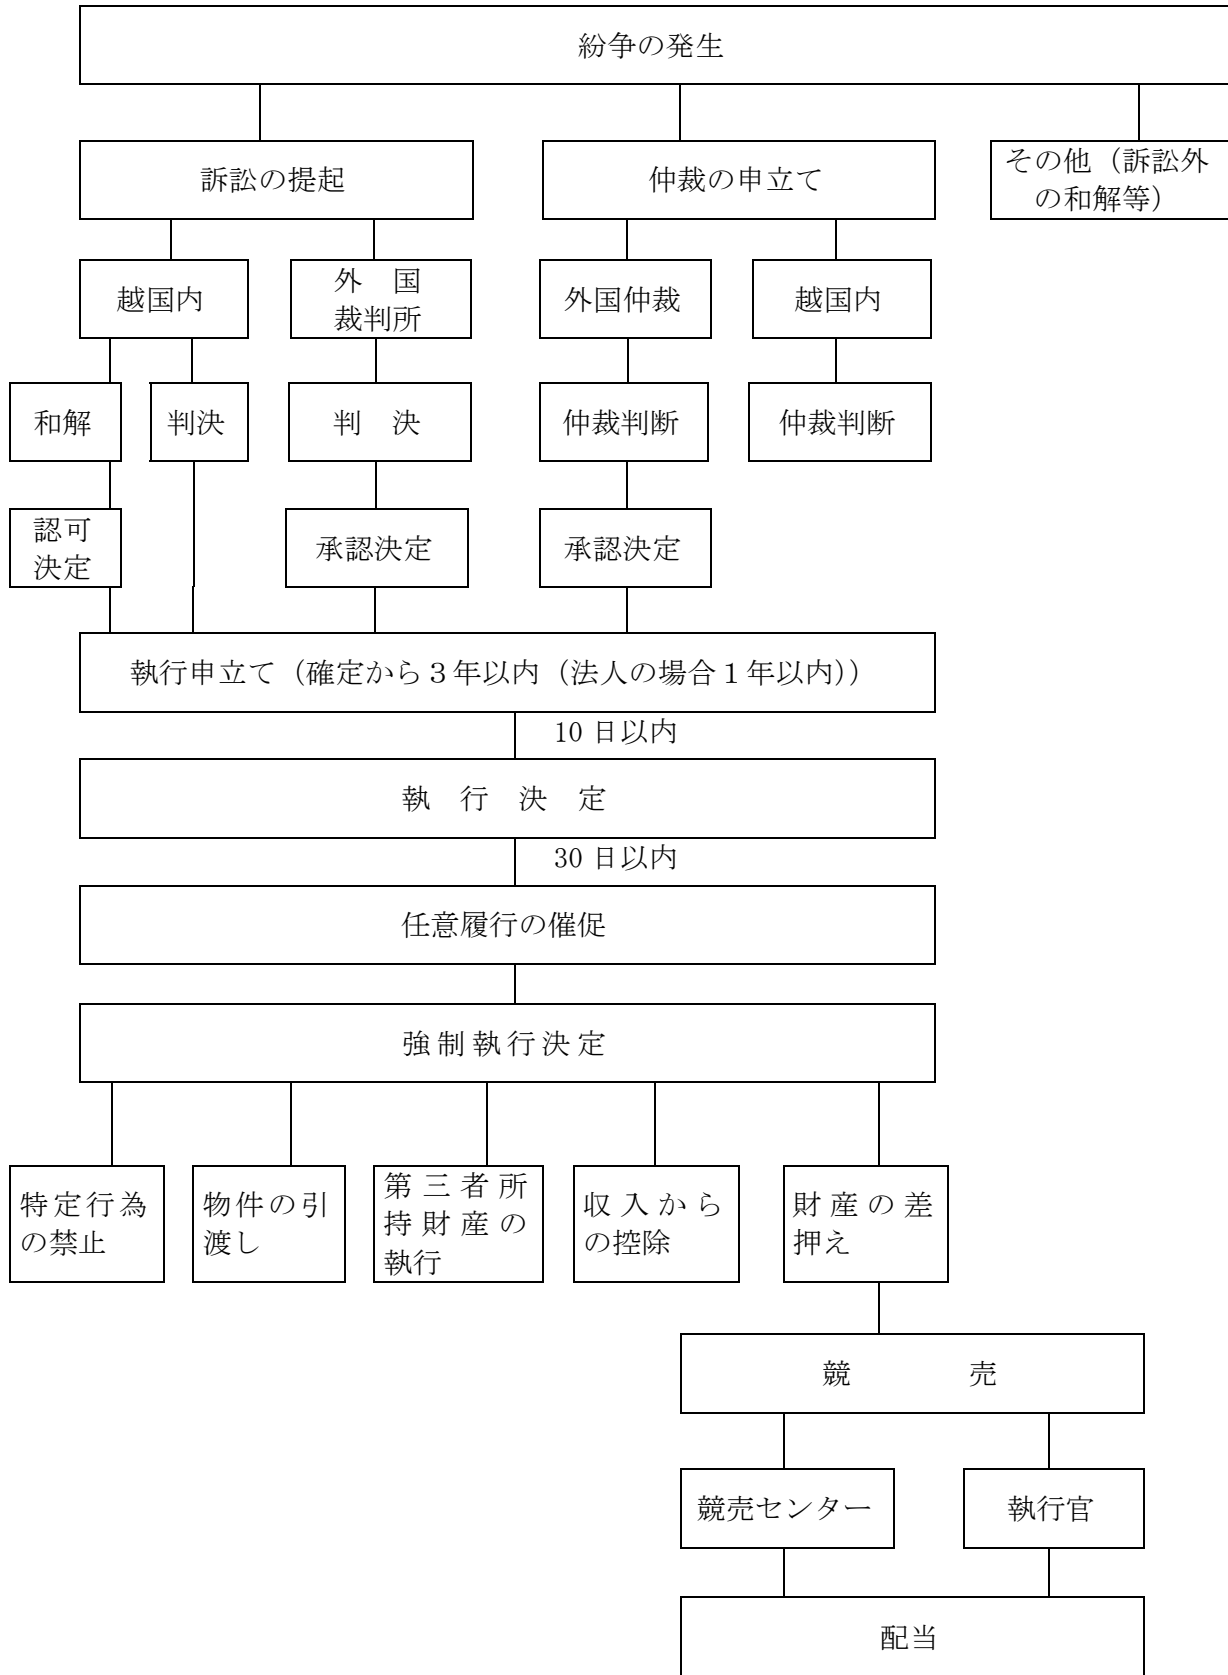 紛争の発生
訴訟の提起
仲裁の申立て
その他（訴訟外
の和解等）
越国内
外　国
裁判所
外国仲裁
越国内
和解
判決
判　決
仲裁判断
仲裁判断
認可
決定
承認決定
承認決定
執行申立て（確定から３年以内（法人の場合１年以内））
10 日以内
執　行　決　定
30 日以内
任意履行の催促
強制執行決定
特定行為
の禁止
物件の引
渡し
第三者所
持財産の
執行
収入から
の控除
財産の差
押え
競　　　　売
競売センター
執行官
配当